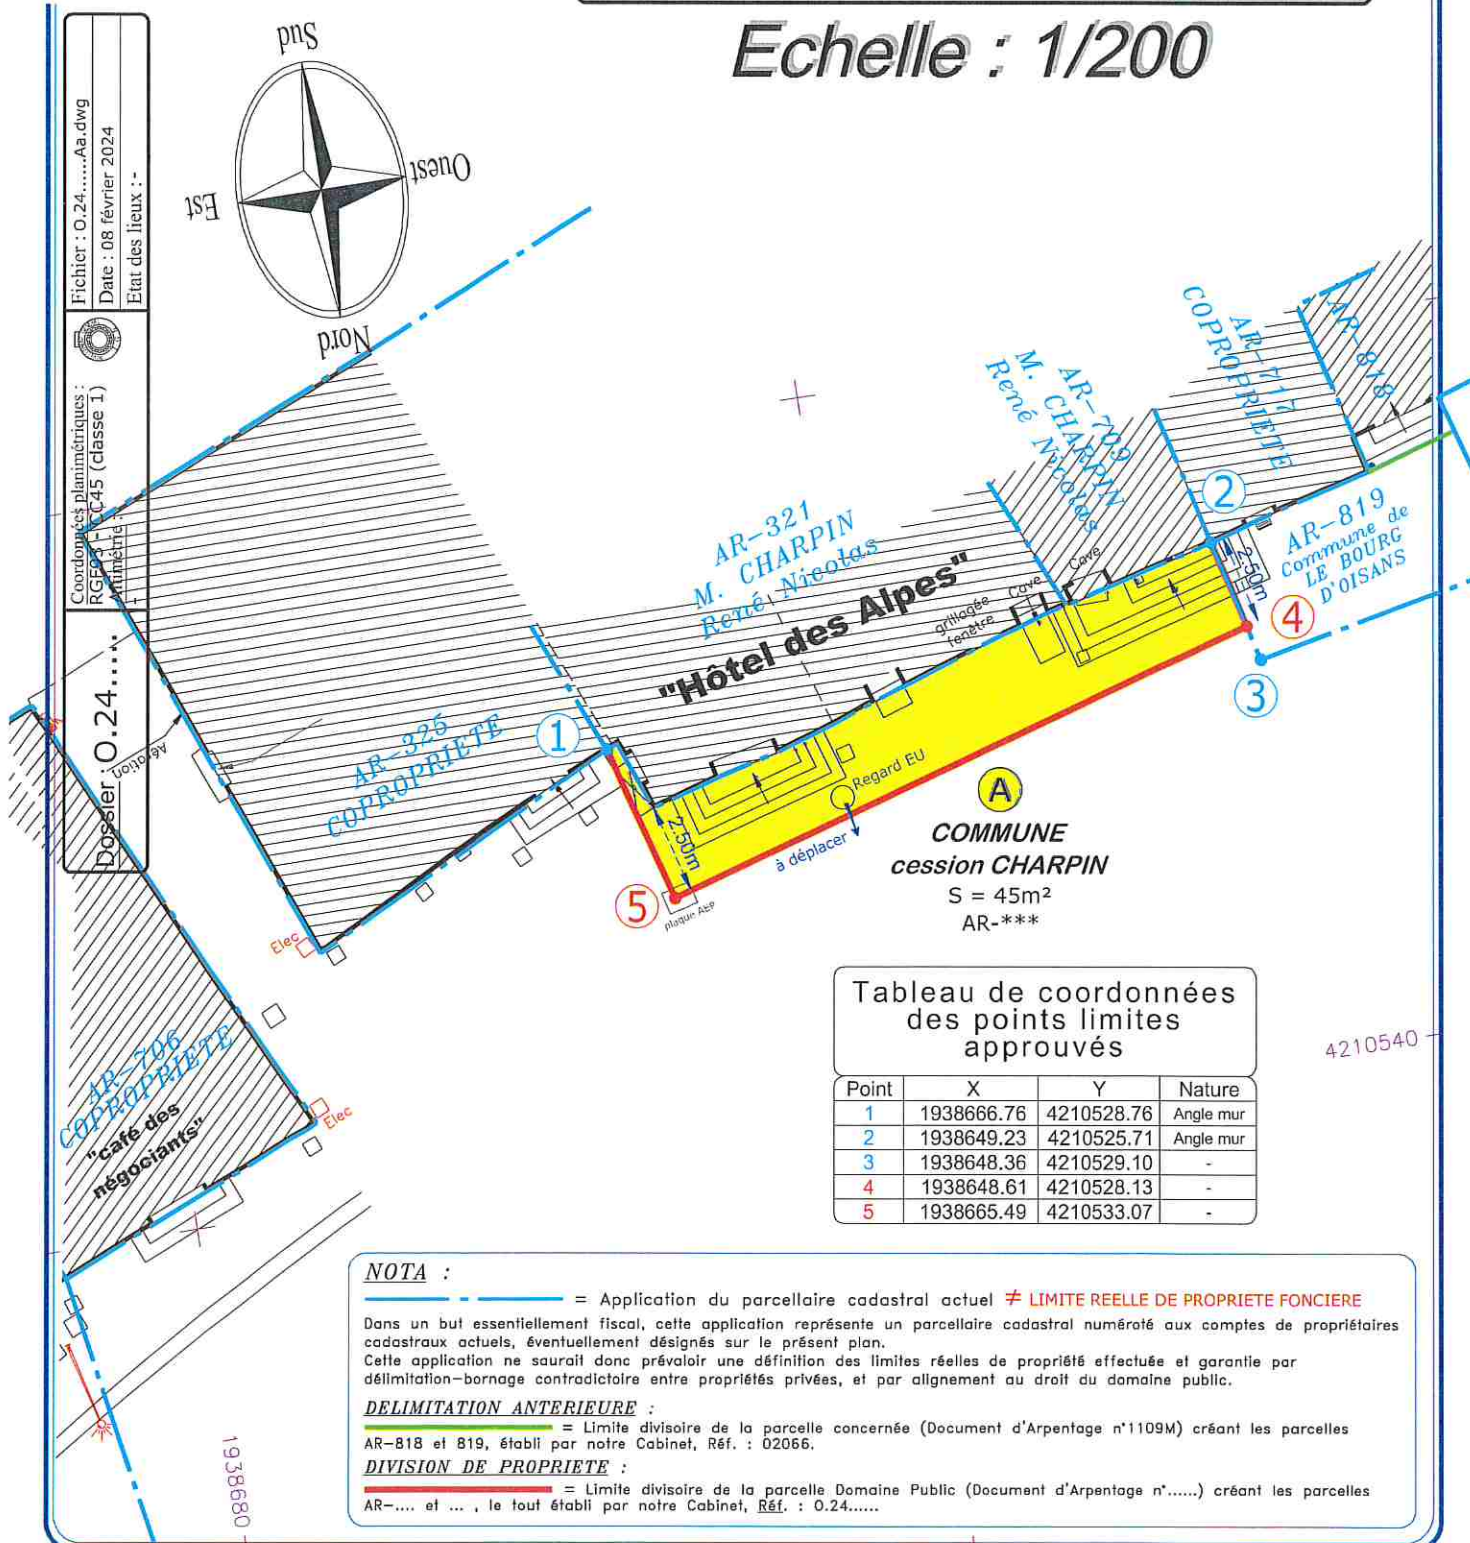 Echelle : 1/200
Sud
Ouest
Est
Nord
Fichier : O.24......Aa.dwg
Date : 08 février 2024
Etat des lieux : -
Coordonnées planimétriques :
RGF93 - CC45 (classe 1)
Altimétrie :
-
Dossier : O.24.....
AR-818
AR-717
COPROPRIETE
AR-709
M. CHARPIN
René Nicolas
AR-321
M. CHARPIN
René Nicolas
"Hôtel des Alpes"
AR-819
Commune de
LE BOURG
D'OISANS
2
2.50m
4
3
Cave
Cave
grillagée
fenêtre
1
AR-325
COPROPRIETE
Aération
Regard EU
à déplacer
2.50m
5
plaque AEP
A
COMMUNE
cession CHARPIN
S = 45m²
AR-***
Elec
AR-706
COPROPRIETE
"café des
négociants"
Elec
Tableau de coordonnées
des points limites
approuvés
Point X Y Nature
1 1938666.76 4210528.76 Angle mur
2 1938649.23 4210525.71 Angle mur
3 1938648.36 4210529.10 -
4 1938648.61 4210528.13 -
5 1938665.49 4210533.07 -
4210540
1938680
NOTA :
= Application du parcellaire cadastral actuel ≠ LIMITE REELLE DE PROPRIETE FONCIERE
Dans un but essentiellement fiscal, cette application représente un parcellaire cadastral numéroté aux comptes de propriétaires
cadastraux actuels, éventuellement désignés sur le présent plan.
Cette application ne saurait donc prévaloir une définition des limites réelles de propriété effectuée et garantie par
délimitation-bornage contradictoire entre propriétés privées, et par alignement au droit du domaine public.
DELIMITATION ANTERIEURE :
= Limite divisoire de la parcelle concernée (Document d'Arpentage n°1109M) créant les parcelles
AR-818 et 819, établi par notre Cabinet, Réf. : 02066.
DIVISION DE PROPRIETE :
= Limite divisoire de la parcelle Domaine Public (Document d'Arpentage n°......) créant les parcelles
AR-.... et ... , le tout établi par notre Cabinet, Réf. : O.24......